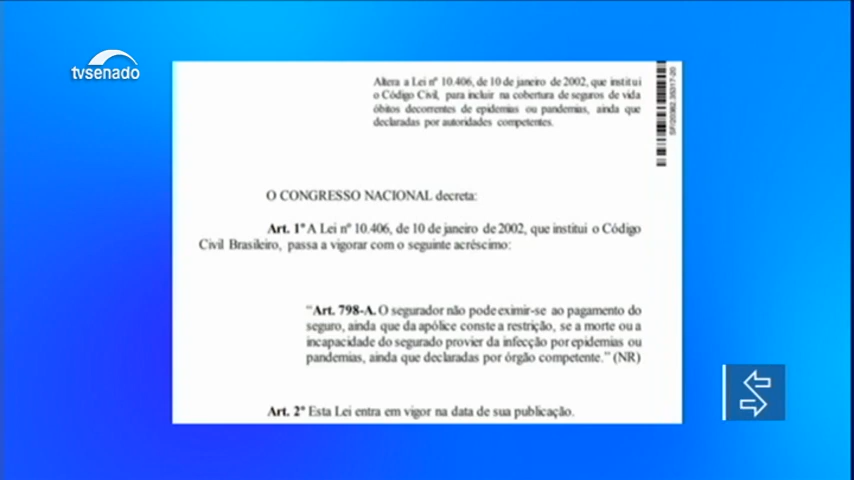 tvsenado
Altera a Lei nº 10.406, de 10 de janeiro de 2002, que institui
o Código Civil, para incluir na cobertura de seguros de vida
óbitos decorrentes de epidemias ou pandemias, ainda que
declaradas por autoridades competentes.
O CONGRESSO NACIONAL decreta:
Art. 1º A Lei nº 10.406, de 10 de janeiro de 2002, que institui o Código
Civil Brasileiro, passa a vigorar com o seguinte acréscimo:
“Art. 798-A. O segurador não pode eximir-se ao pagamento do
seguro, ainda que da apólice conste a restrição, se a morte ou a
incapacidade do segurado provier da infecção por epidemias ou
pandemias, ainda que declaradas por órgão competente.” (NR)
Art. 2º Esta Lei entra em vigor na data de sua publicação.